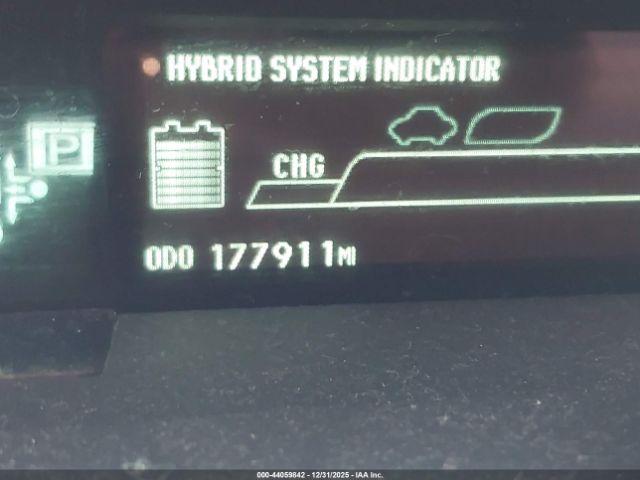 HYBRID SYSTEM INDICATOR
P
CHG
ODO 177911MI
000-44059842 - 12/31/2025 - IAA Inc.